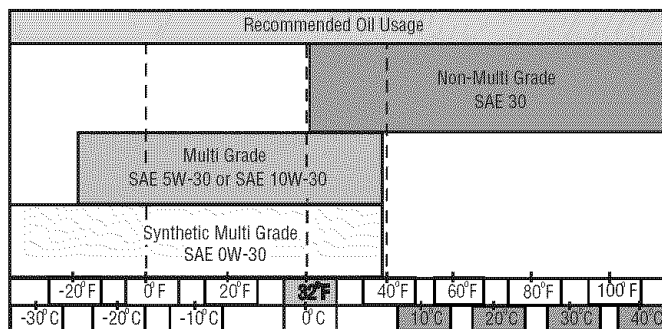 Recommended Oil Usage
Non-Multi Grade
SAE 30
Multi Grade
SAE 5W-30 or SAE 10W-30
Synthetic Multi Grade
SAE 0W-30
-20°F 0°F 20°F 32°F 40°F 60°F 80°F 100°F
-30°C -20°C -10°C 0°C 10°C 20°C 30°C 40°C